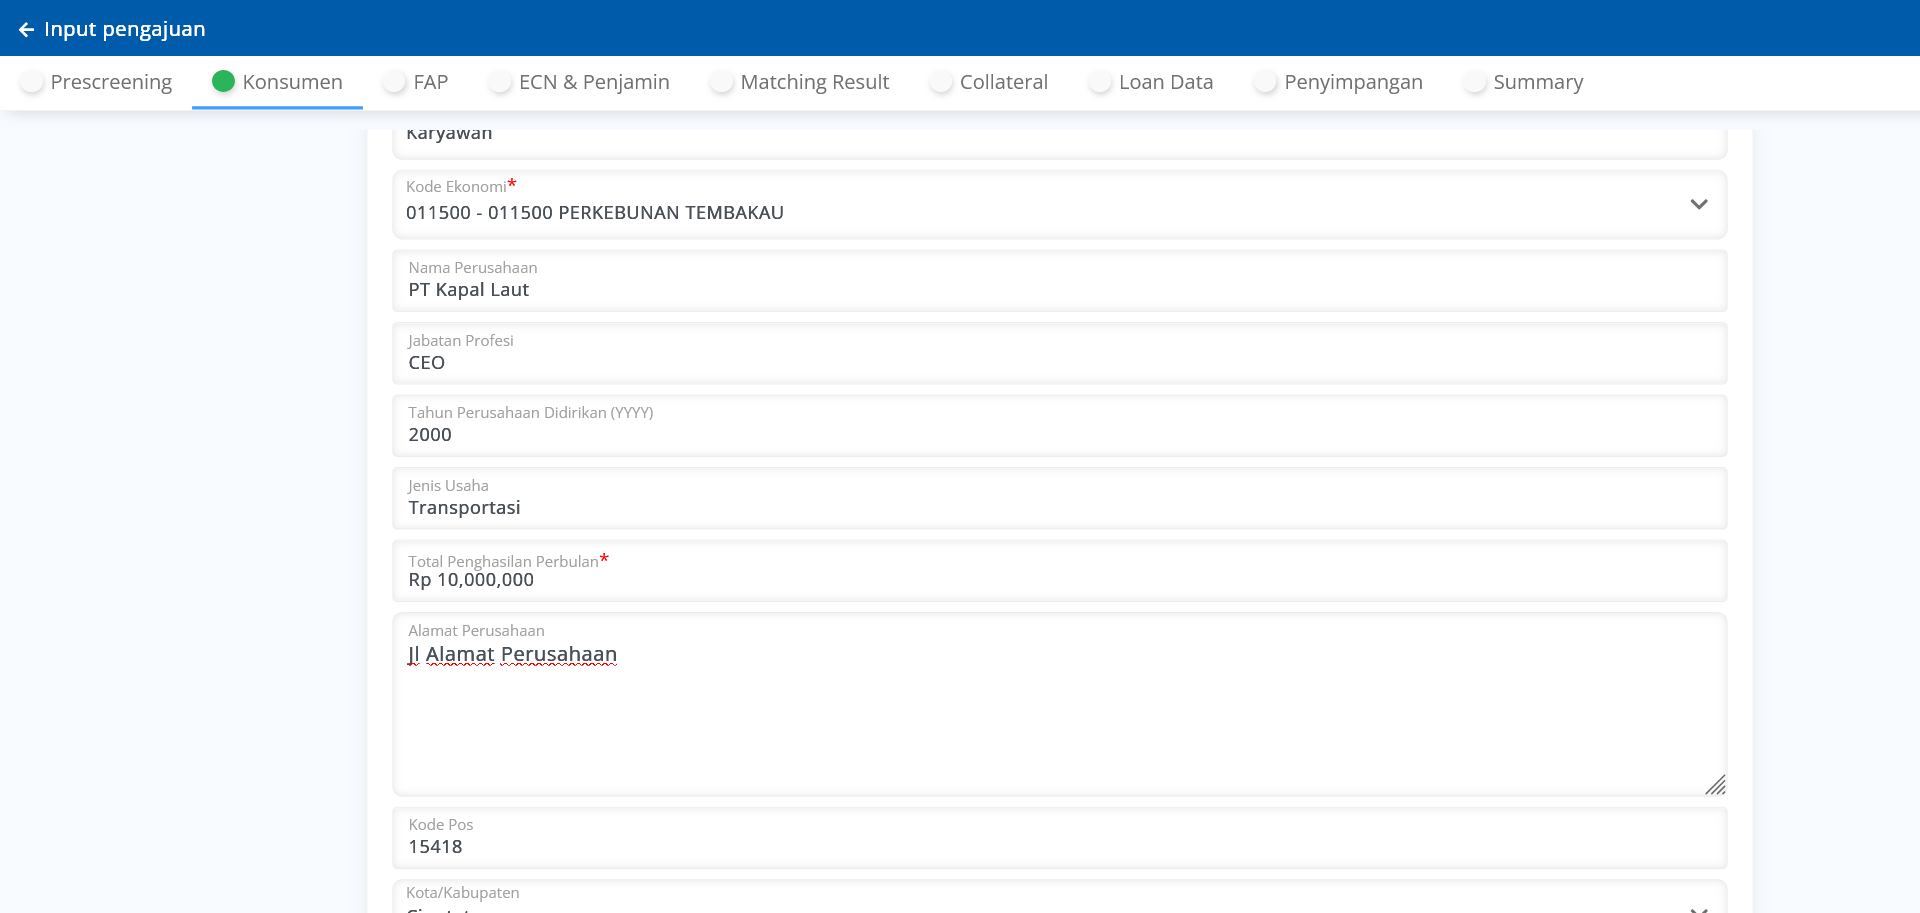 Input pengajuan
Prescreening Konsumen FAP ECN & Penjamin Matching Result Collateral Loan Data Penyimpangan Summary
Karyawan
Kode Ekonomi*
011500 - 011500 PERKEBUNAN TEMBAKAU
Nama Perusahaan
PT Kapal Laut
Jabatan Profesi
CEO
Tahun Perusahaan Didirikan (YYYY)
2000
Jenis Usaha
Transportasi
Total Penghasilan Perbulan*
Rp 10,000,000
Alamat Perusahaan
Jl Alamat Perusahaan
Kode Pos
15418
Kota/Kabupaten